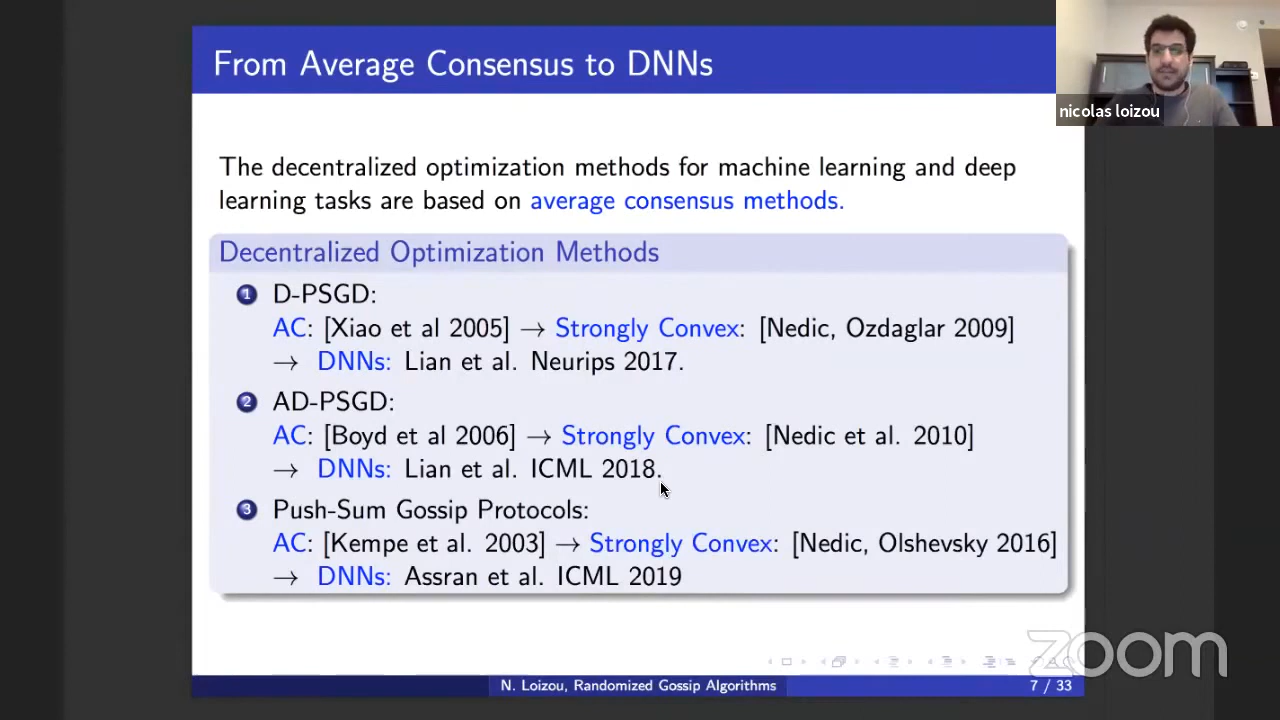 From Average Consensus to DNNs
nicolas loizou
The decentralized optimization methods for machine learning and deep
learning tasks are based on average consensus methods.
Decentralized Optimization Methods
1 D-PSGD:
AC: [Xiao et al 2005] → Strongly Convex: [Nedic, Ozdaglar 2009]
→ DNNs: Lian et al. Neurips 2017.
2 AD-PSGD:
AC: [Boyd et al 2006] → Strongly Convex: [Nedic et al. 2010]
→ DNNs: Lian et al. ICML 2018.
3 Push-Sum Gossip Protocols:
AC: [Kempe et al. 2003] → Strongly Convex: [Nedic, Olshevsky 2016]
→ DNNs: Assran et al. ICML 2019
zoom
N. Loizou, Randomized Gossip Algorithms
7 / 33